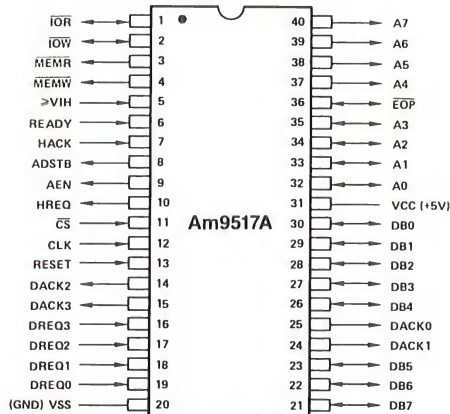 IOR 1 40 A7
IOW 2 39 A6
MEMR 3 38 A5
MEMW 4 37 A4
>VIH 5 36 EOP
READY 6 35 A3
HACK 7 34 A2
ADSTB 8 33 A1
AEN 9 32 A0
HREQ 10 31 VCC (+5V)
CS 11 Am9517A 30 DB0
CLK 12 29 DB1
RESET 13 28 DB2
DACK2 14 27 DB3
DACK3 15 26 DB4
DREQ3 16 25 DACK0
DREQ2 17 24 DACK1
DREQ1 18 23 DB5
DREQ0 19 22 DB6
(GND) VSS 20 21 DB7